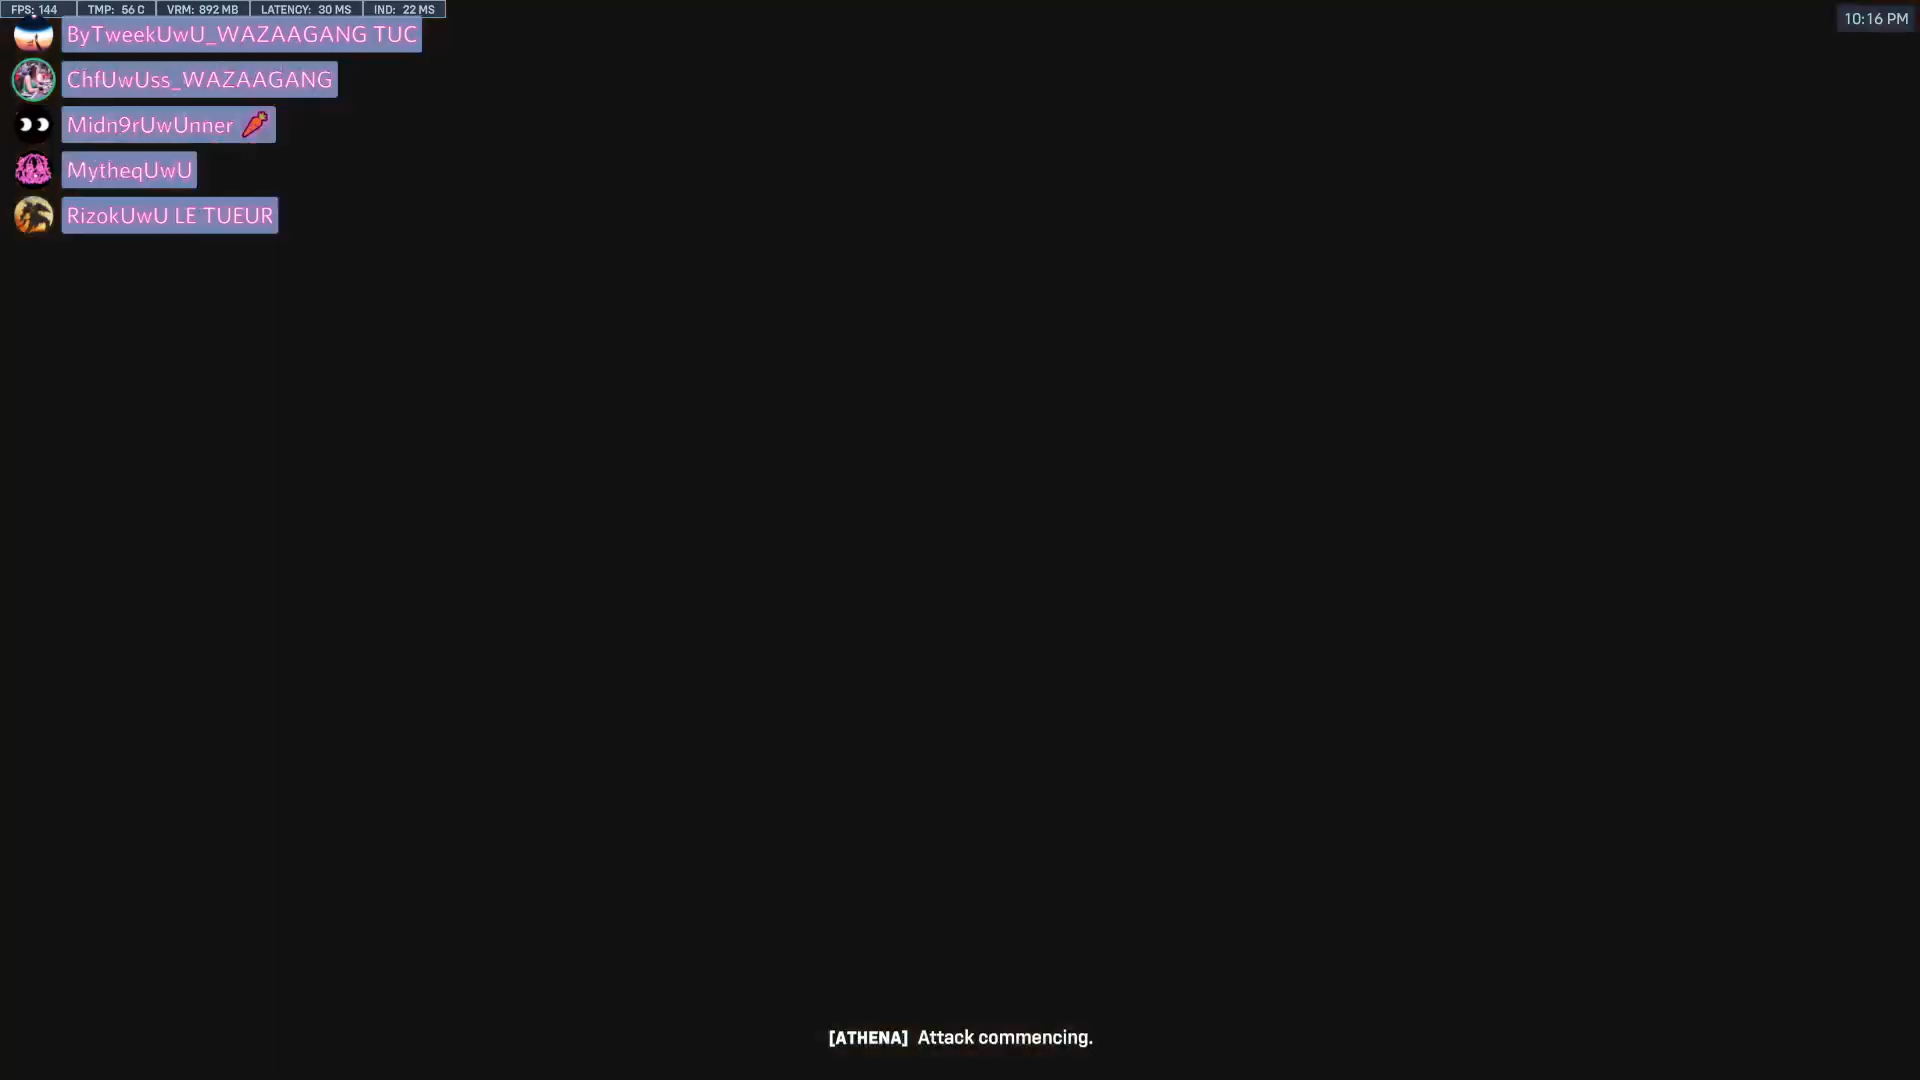 FPS: 144 TMP: 56 C VRM: 892 MB LATENCY: 30 MS IND: 22 MS
10:16 PM
ByTweekUwU_WAZAAGANG TUC
ChfUwUss_WAZAAGANG
Midn9rUwUnner 🥕
MytheqUwU
RizokUwU LE TUEUR
[ATHENA] Attack commencing.